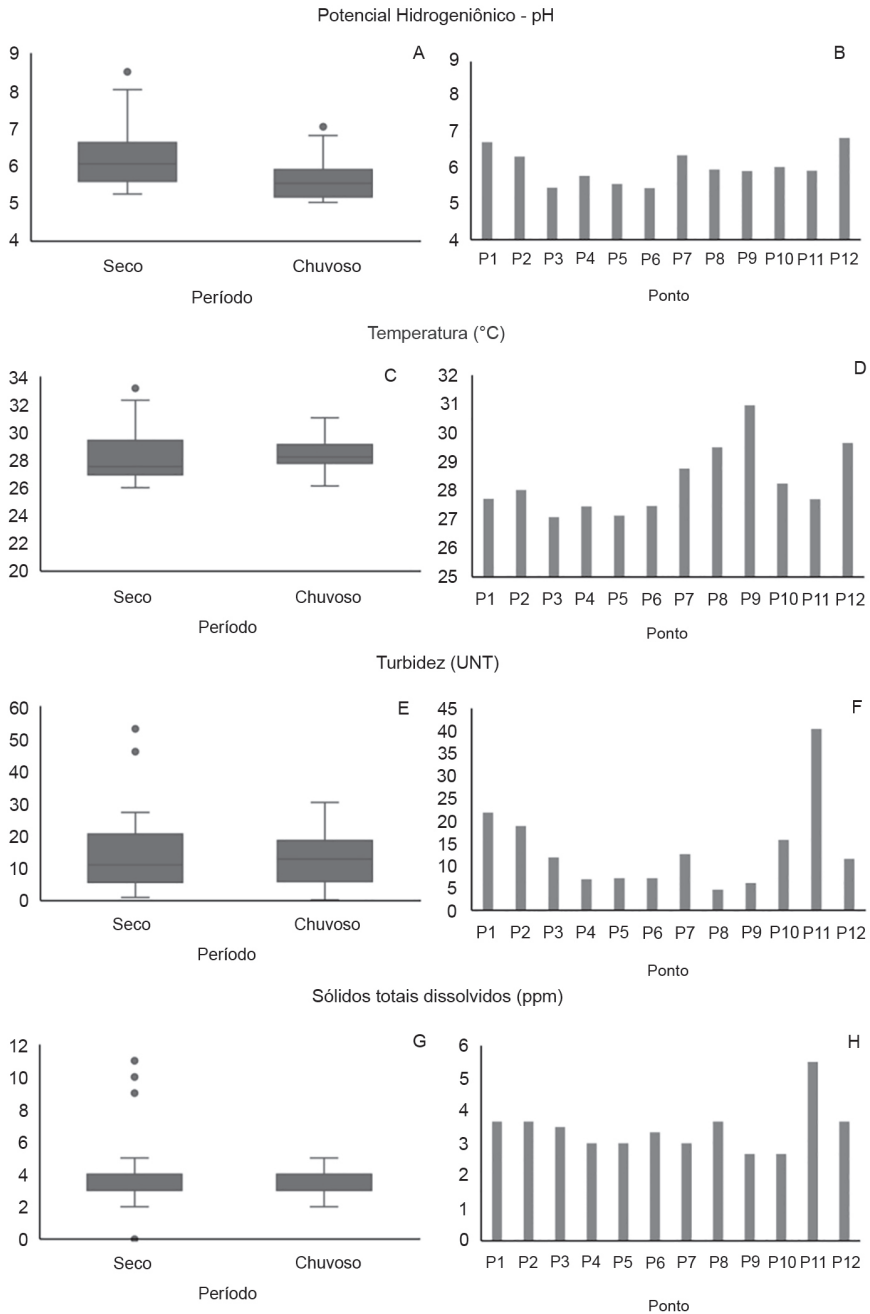 Potencial Hidrogeniônico - pH
A
9
8
7
6
5
4
Seco Chuvoso
Período
B
9
8
7
6
5
4
P1 P2 P3 P4 P5 P6 P7 P8 P9 P10 P11 P12
Ponto
Temperatura (°C)
C
34
32
30
28
26
24
22
20
Seco Chuvoso
Período
D
32
31
30
29
28
27
26
25
P1 P2 P3 P4 P5 P6 P7 P8 P9 P10 P11 P12
Ponto
Turbidez (UNT)
E
60
50
40
30
20
10
0
Seco Chuvoso
Período
F
45
40
35
30
25
20
15
10
5
0
P1 P2 P3 P4 P5 P6 P7 P8 P9 P10 P11 P12
Ponto
Sólidos totais dissolvidos (ppm)
G
12
10
8
6
4
2
0
Seco Chuvoso
Período
H
6
5
4
3
2
1
0
P1 P2 P3 P4 P5 P6 P7 P8 P9 P10 P11 P12
Ponto